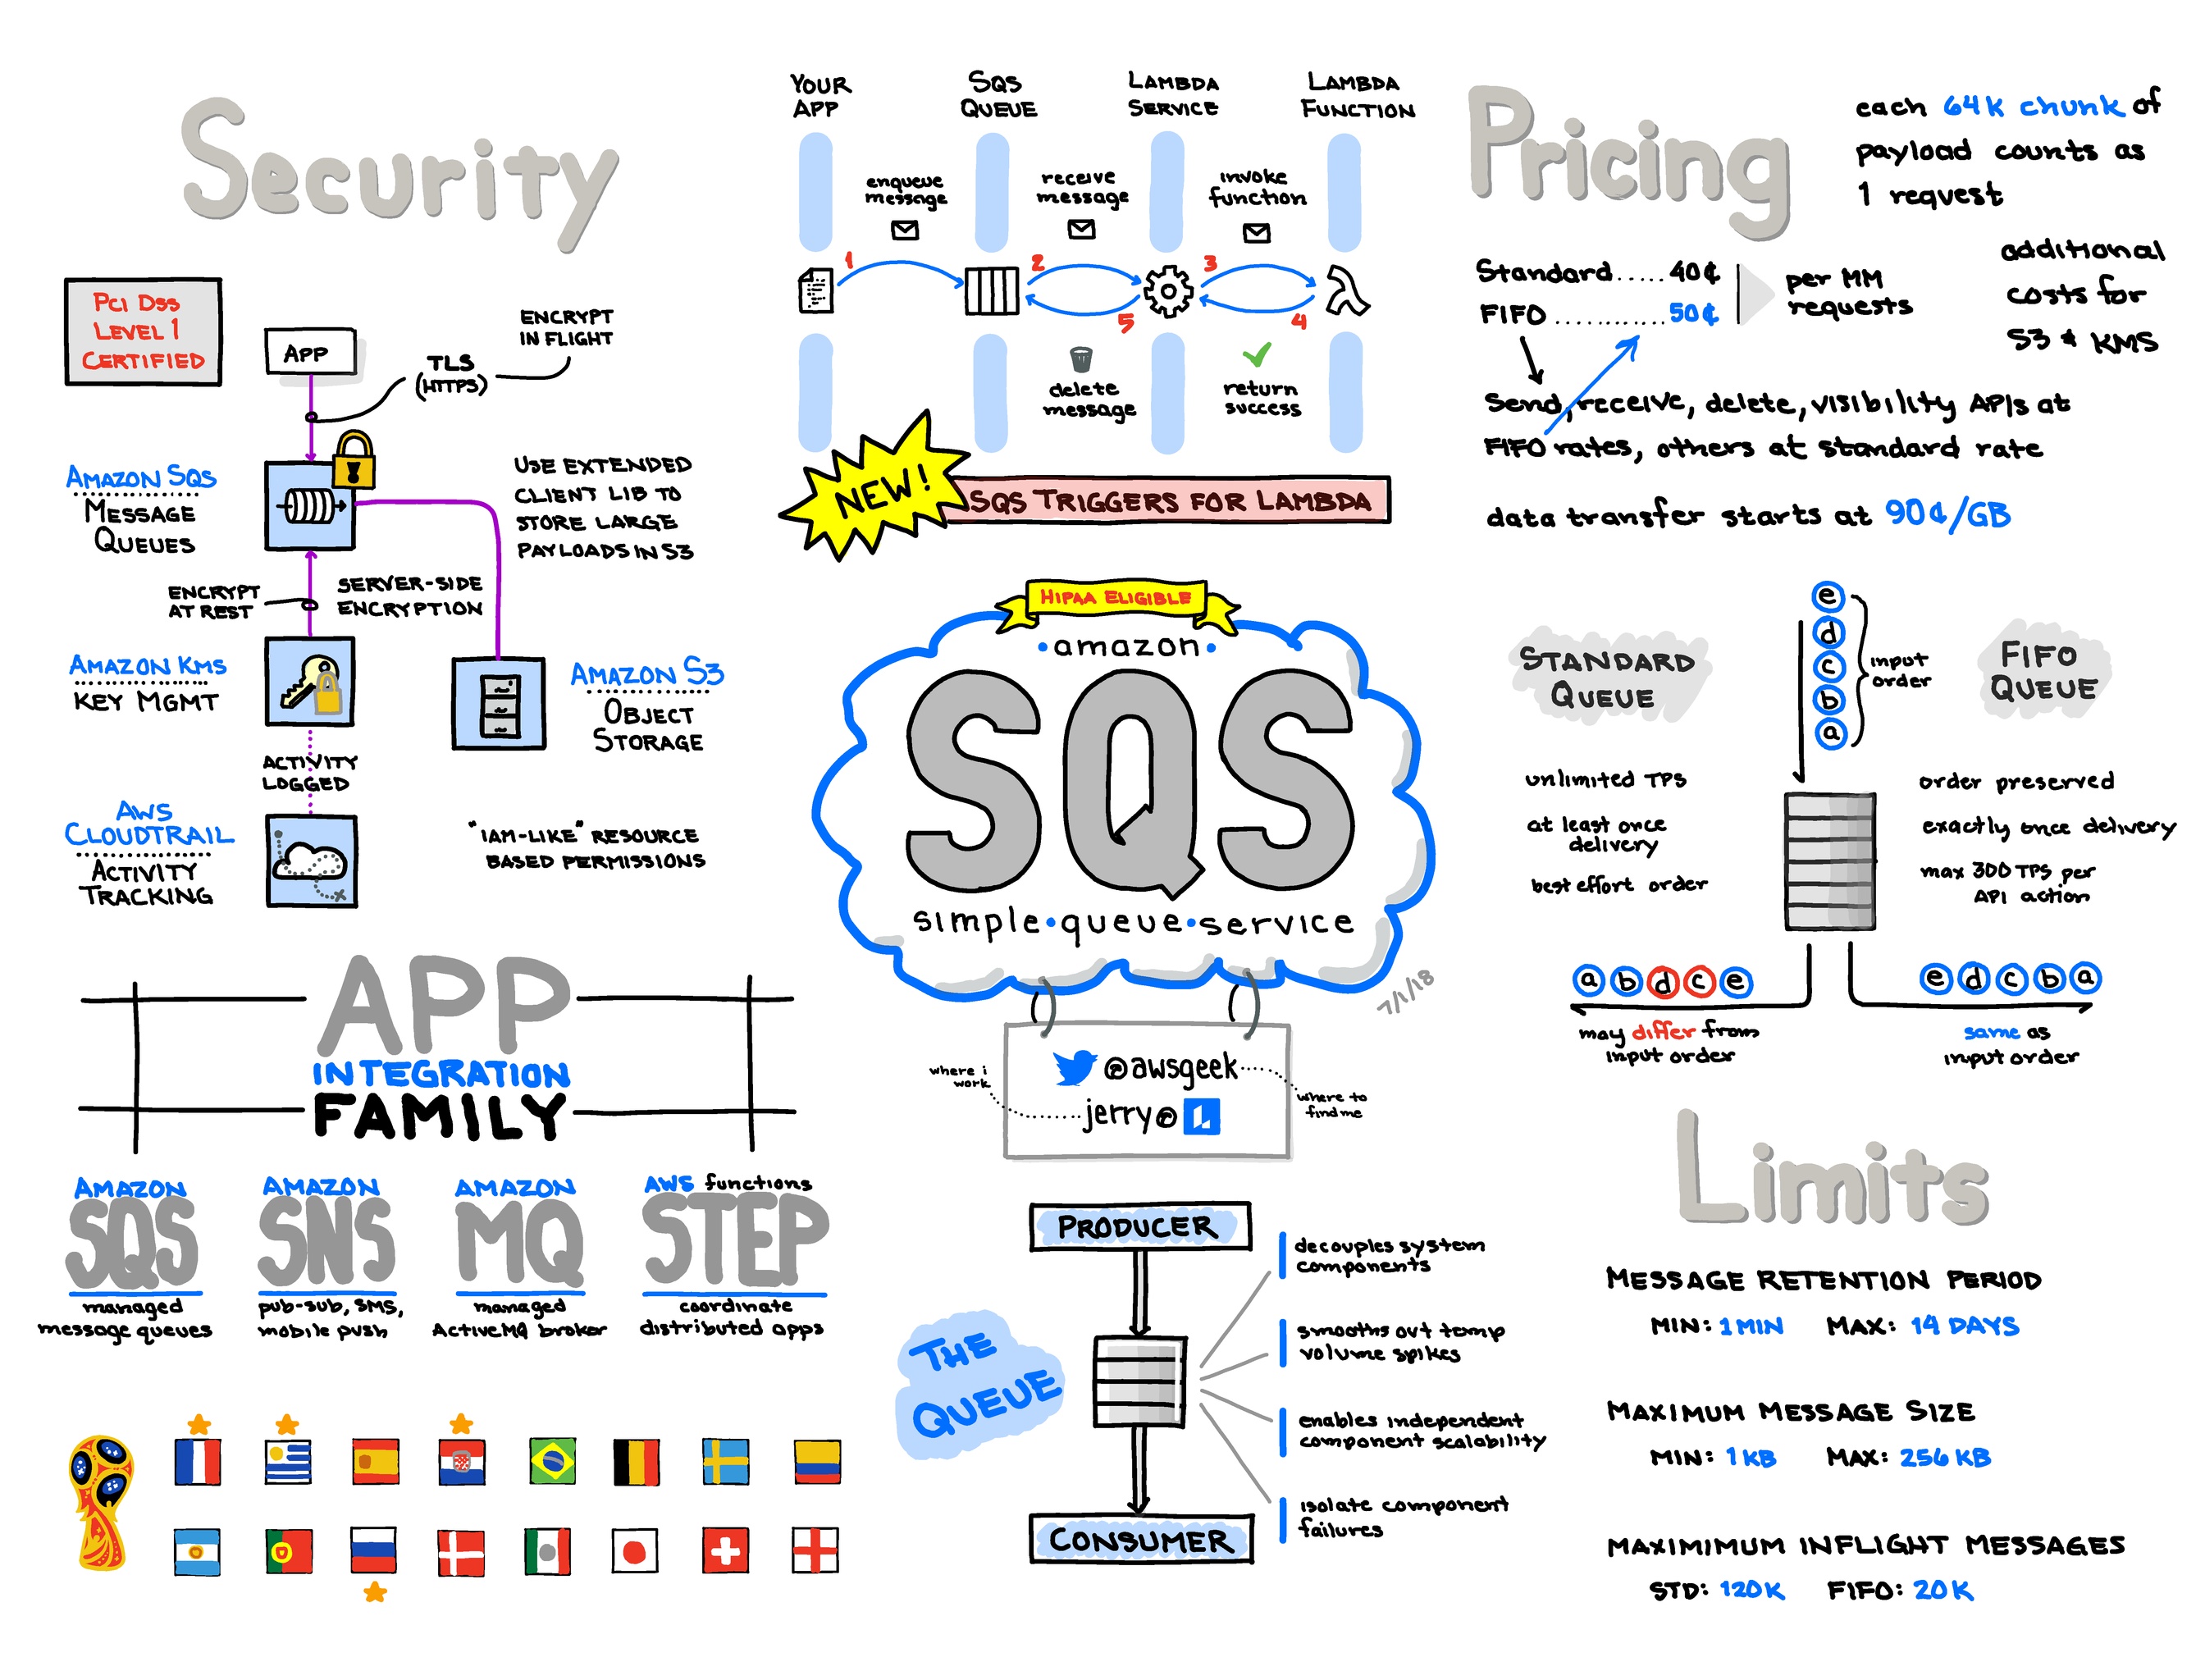 Security
PCI DSS
LEVEL 1
CERTIFIED
APP
TLS
(HTTPS)
ENCRYPT
IN FLIGHT
AMAZON SQS
MESSAGE
QUEUES
USE EXTENDED
CLIENT LIB TO
STORE LARGE
PAYLOADS IN S3
ENCRYPT
AT REST
SERVER-SIDE
ENCRYPTION
AMAZON KMS
KEY MGMT
AMAZON S3
OBJECT
STORAGE
ACTIVITY
LOGGED
AWS
CLOUDTRAIL
ACTIVITY
TRACKING
"IAM-LIKE" RESOURCE
BASED PERMISSIONS
YOUR
APP
SQS
QUEUE
LAMBDA
SERVICE
LAMBDA
FUNCTION
enqueue
message
receive
message
invoke
function
1
2
3
5
4
delete
message
return
success
NEW!
SQS TRIGGERS FOR LAMBDA
Pricing
each 64K chunk of
payload counts as
1 request
Standard.....40¢
FIFO...........50¢
per MM
requests
additional
costs for
S3 & KMS
Send, receive, delete, visibility APIs at
FIFO rates, others at standard rate
data transfer starts at 90¢/GB
HIPAA ELIGIBLE
•amazon•
SQS
simple•queue•service
7/1/18
@awsgeek
jerry@
where i
work
where to
find me
STANDARD
QUEUE
e
d
c
b
a
input
order
FIFO
QUEUE
unlimited TPS
at least once
delivery
best effort order
order preserved
exactly once delivery
max 300 TPS per
API action
a b d c e
may differ from
input order
e d c b a
same as
input order
APP
INTEGRATION
FAMILY
AMAZON
SQS
managed
message queues
AMAZON
SNS
pub-sub, SMS,
mobile push
AMAZON
MQ
managed
ActiveMQ broker
AWS functions
STEP
coordinate
distributed apps
THE
QUEUE
PRODUCER
CONSUMER
decouples system
components
smooths out temp
volume spikes
enables independent
component scalability
isolate component
failures
Limits
MESSAGE RETENTION PERIOD
MIN: 1 MIN MAX: 14 DAYS
MAXIMUM MESSAGE SIZE
MIN: 1 KB MAX: 256 KB
MAXIMIMUM INFLIGHT MESSAGES
STD: 120K FIFO: 20K